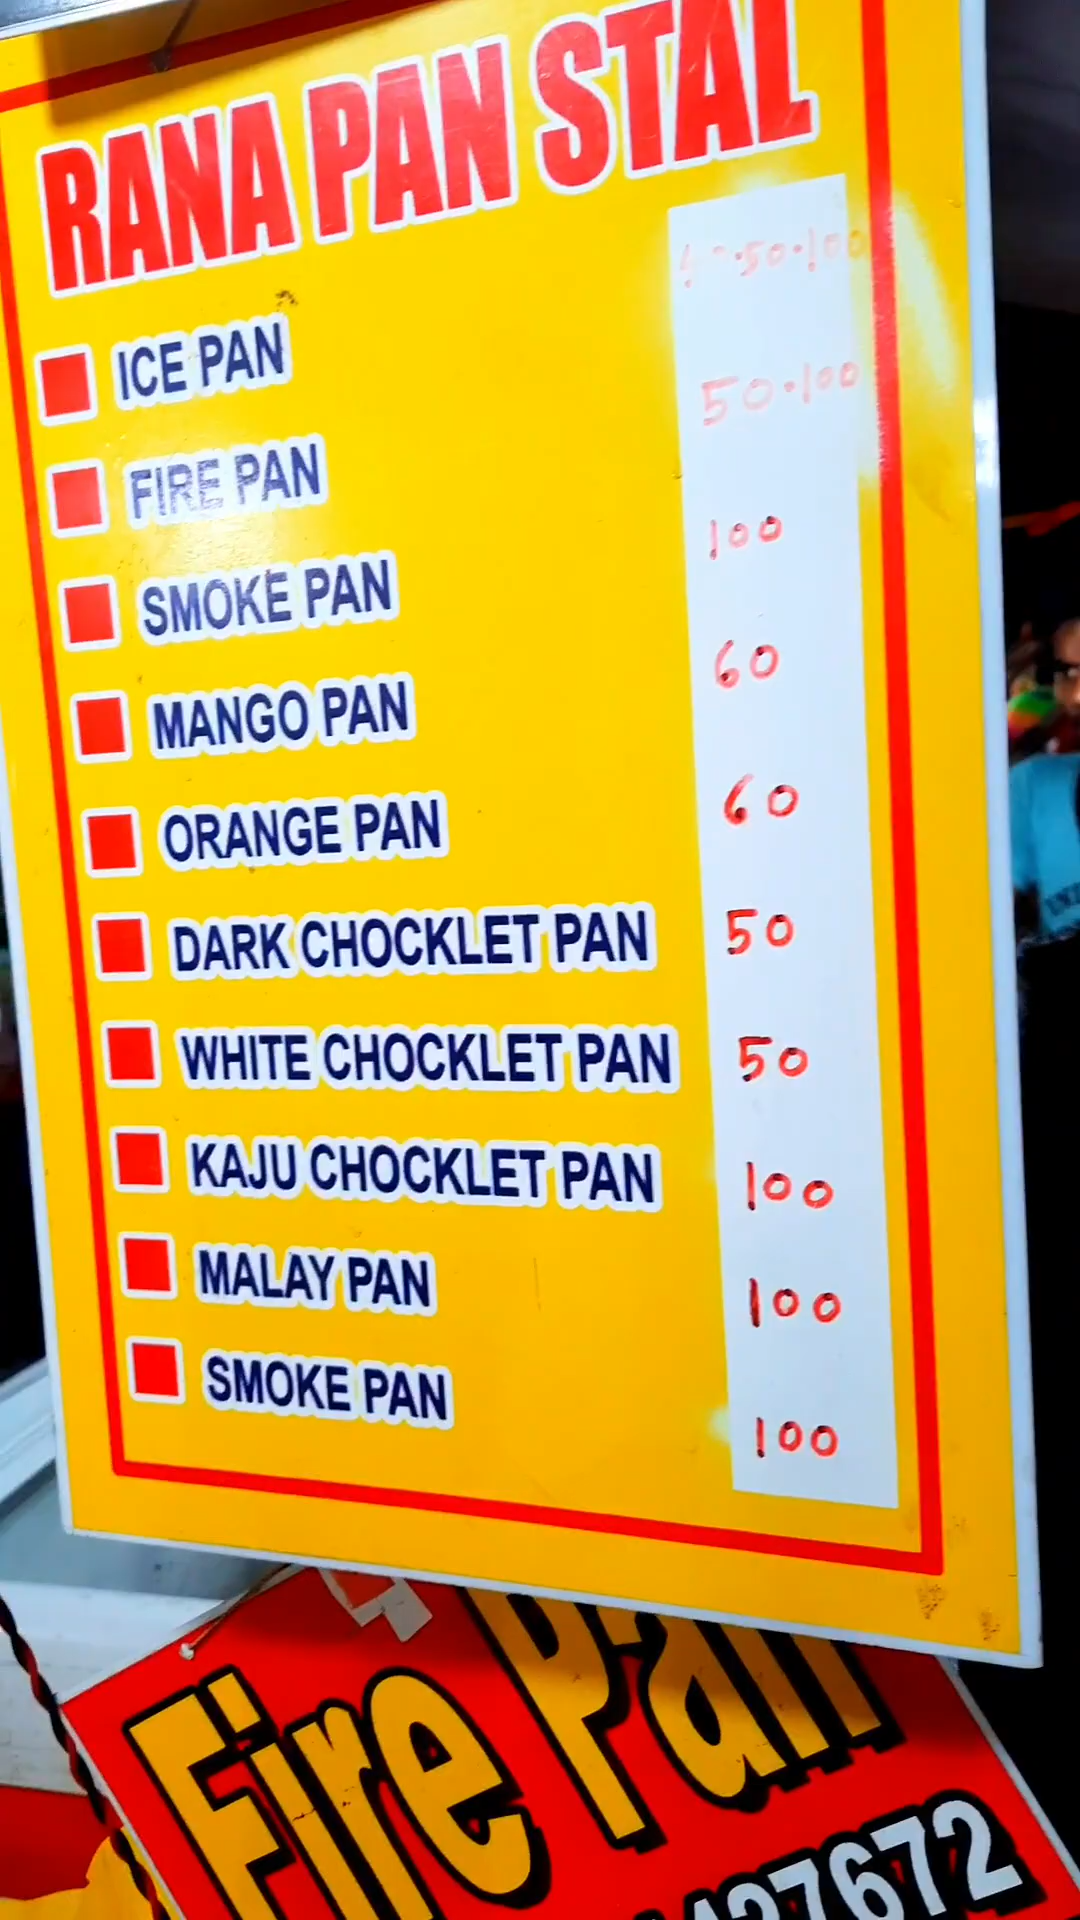 RANA PAN STAL
ICE PAN 50·100
FIRE PAN 50·100
SMOKE PAN 100
MANGO PAN 60
ORANGE PAN 60
DARK CHOCKLET PAN 50
WHITE CHOCKLET PAN 50
KAJU CHOCKLET PAN 100
MALAY PAN 100
SMOKE PAN 100
Fire Pan
27672